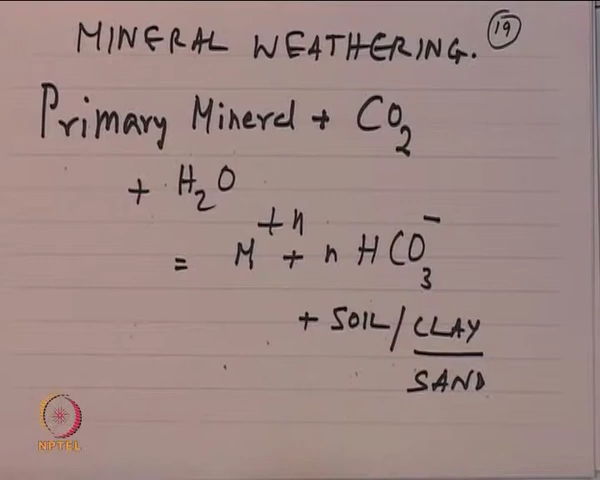 MINERAL WEATHERING. 19
Primary Minerel + CO2
+ H2O
= M+n + n HCO3-
+ SOIL / CLAY
SAND
NPTEL